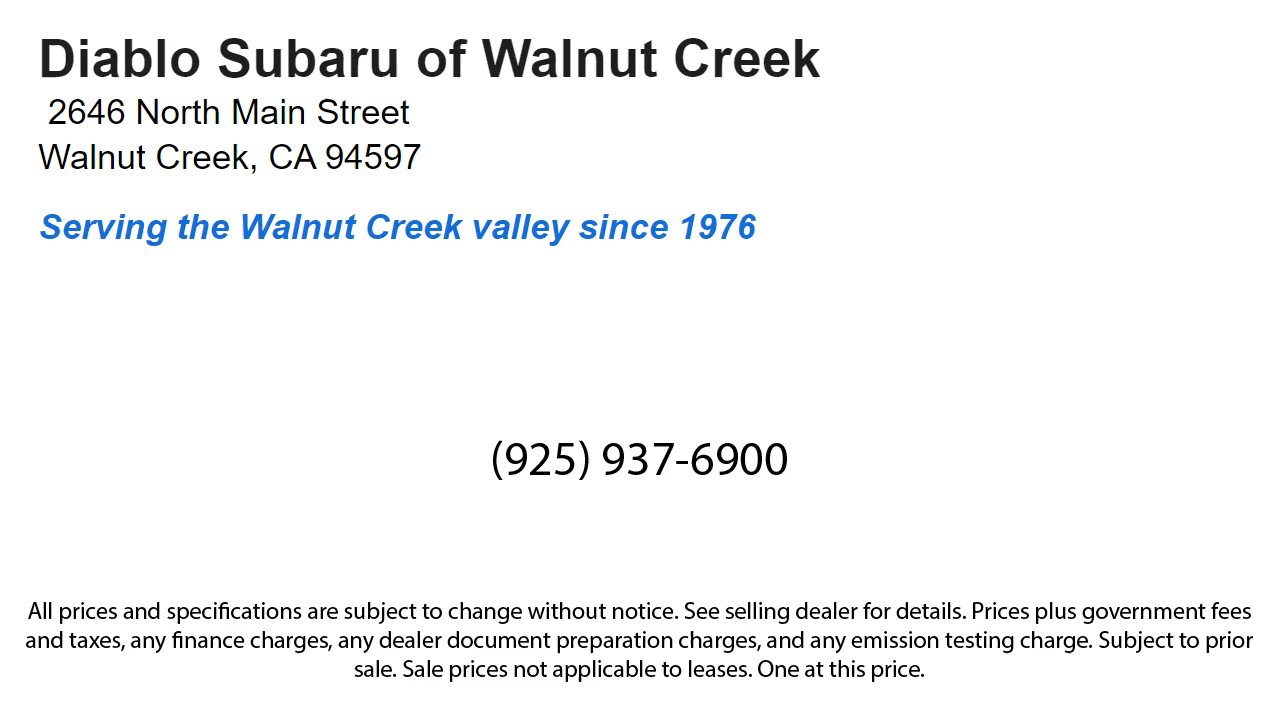 Diablo Subaru of Walnut Creek
2646 North Main Street
Walnut Creek, CA 94597
Serving the Walnut Creek valley since 1976
(925) 937-6900
All prices and specifications are subject to change without notice. See selling dealer for details. Prices plus government fees
and taxes, any finance charges, any dealer document preparation charges, and any emission testing charge. Subject to prior
sale. Sale prices not applicable to leases. One at this price.